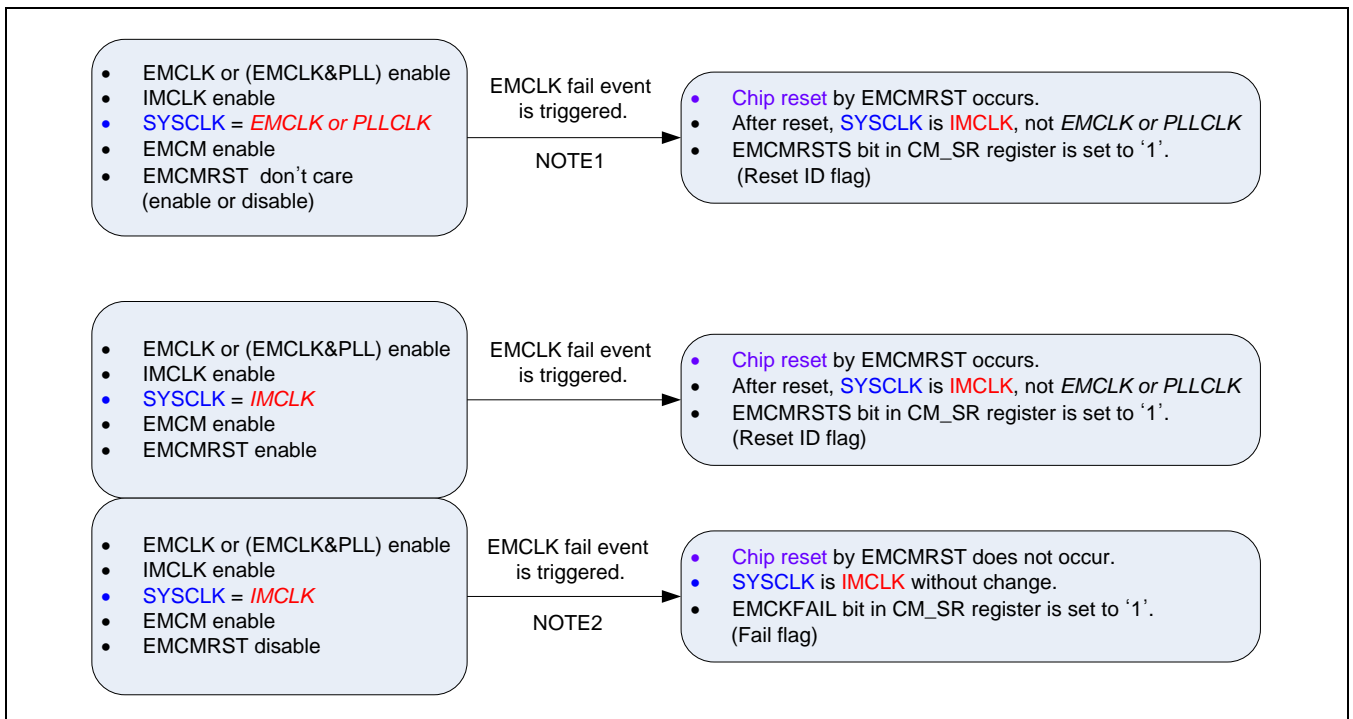 • EMCLK or (EMCLK&PLL) enable
• IMCLK enable
• SYSCLK = EMCLK or PLLCLK
• EMCM enable
• EMCMRST don't care
(enable or disable)
EMCLK fail event
is triggered.
NOTE1
• Chip reset by EMCMRST occurs.
• After reset, SYSCLK is IMCLK, not EMCLK or PLLCLK
• EMCMRSTS bit in CM_SR register is set to '1'.
(Reset ID flag)
• EMCLK or (EMCLK&PLL) enable
• IMCLK enable
• SYSCLK = IMCLK
• EMCM enable
• EMCMRST enable
EMCLK fail event
is triggered.
• Chip reset by EMCMRST occurs.
• After reset, SYSCLK is IMCLK, not EMCLK or PLLCLK
• EMCMRSTS bit in CM_SR register is set to '1'.
(Reset ID flag)
• EMCLK or (EMCLK&PLL) enable
• IMCLK enable
• SYSCLK = IMCLK
• EMCM enable
• EMCMRST disable
EMCLK fail event
is triggered.
NOTE2
• Chip reset by EMCMRST does not occur.
• SYSCLK is IMCLK without change.
• EMCKFAIL bit in CM_SR register is set to '1'.
(Fail flag)